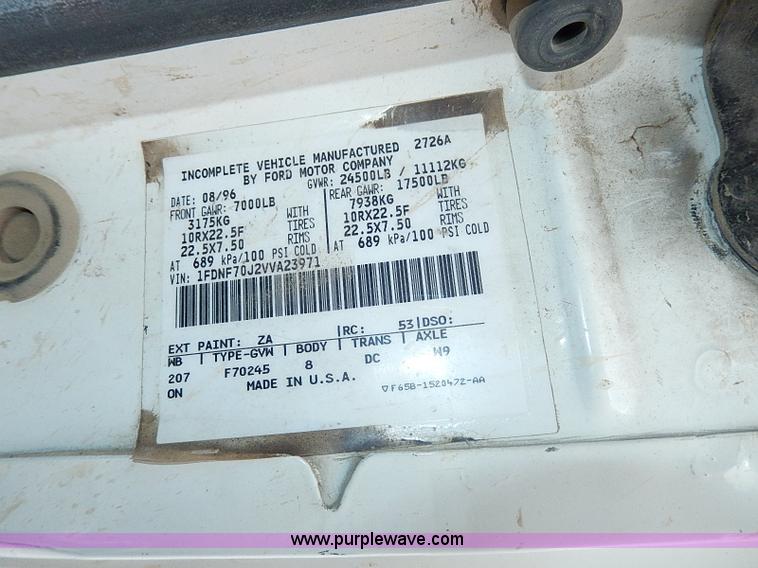 INCOMPLETE VEHICLE MANUFACTURED 2726A
BY FORD MOTOR COMPANY
DATE: 08/96 GVWR: 24500LB / 11112KG
FRONT GAWR: 7000LB REAR GAWR: 17500LB
3175KG WITH 7938KG WITH
10RX22.5F TIRES 10RX22.5F TIRES
22.5X7.50 RIMS 22.5X7.50 RIMS
AT 689 kPa/100 PSI COLD AT 689 kPa/100 PSI COLD
VIN: 1FDNF70J2VVA23971
EXT PAINT: ZA RC: 53 DSO:
WB TYPE-GVW BODY TRANS AXLE
207 F70245 8 DC W9
ON MADE IN U.S.A.
F65B-1520472-AA
www.purplewave.com